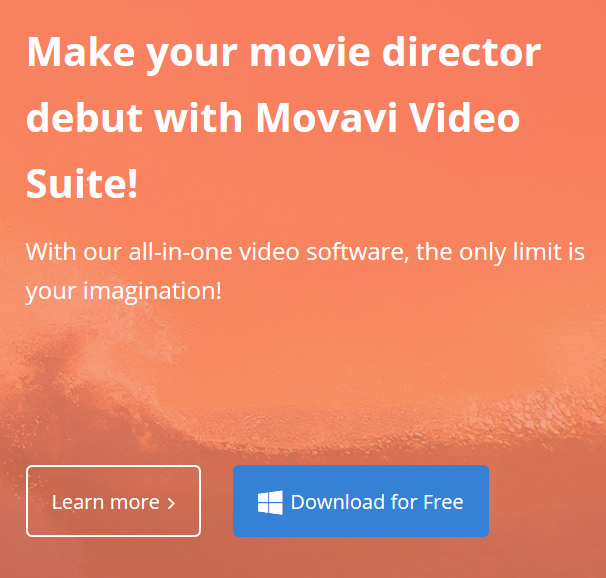 Make your movie director
debut with Movavi Video
Suite!
With our all-in-one video software, the only limit is
your imagination!
Learn more ›
Download for Free